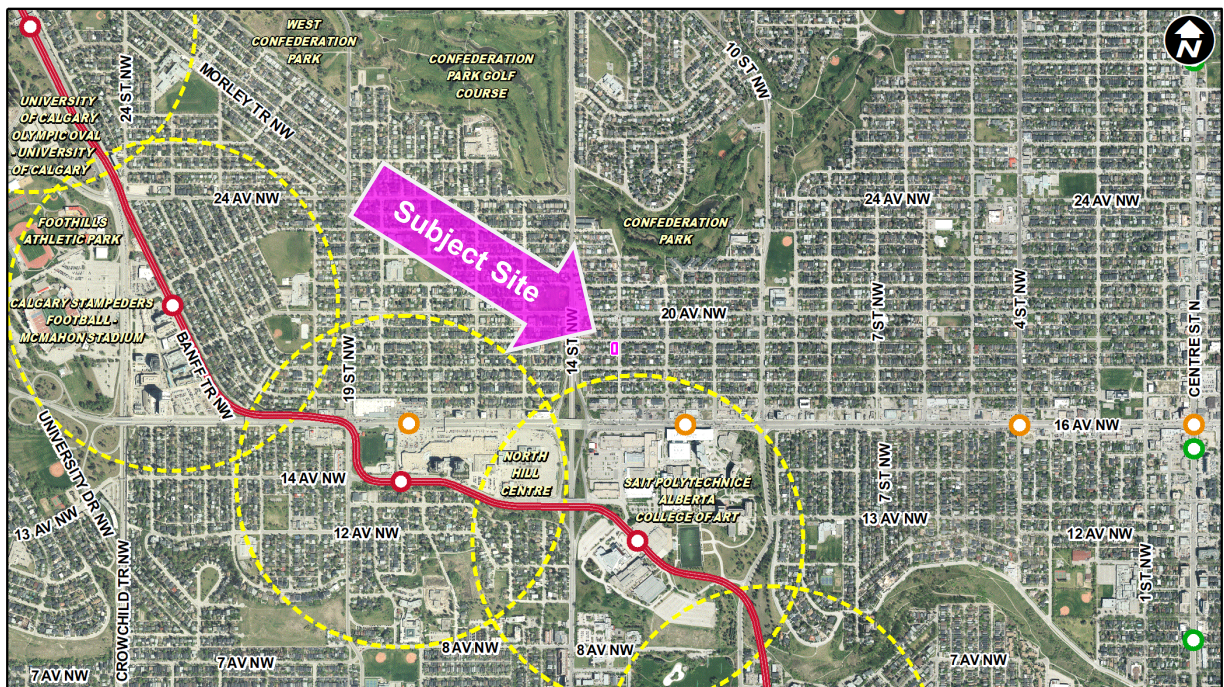 WEST
CONFEDERATION
PARK
CONFEDERATION
PARK GOLF
COURSE
10 ST NW
N
24 ST NW
MORLEY TR NW
UNIVERSITY
OF CALGARY
OLYMPIC OVAL
- UNIVERSITY
OF CALGARY
24 AV NW
24 AV NW
24 AV NW
FOOTHILLS
ATHLETIC PARK
Subject Site
CONFEDERATION
PARK
CALGARY STAMPEDERS
FOOTBALL -
MCMAHON STADIUM
BANFF TR NW
19 ST NW
14 ST NW
20 AV NW
7 ST NW
4 ST NW
CENTRE ST N
16 AV NW
UNIVERSITY DR NW
14 AV NW
NORTH
HILL
CENTRE
SAIT POLYTECHNICE
ALBERTA
COLLEGE OF ART
7 ST NW
13 AV NW
12 AV NW
13 AV NW
12 AV NW
CROWCHILD TR NW
1 ST NW
7 AV NW
7 AV NW
8 AV NW
8 AV NW
7 AV NW